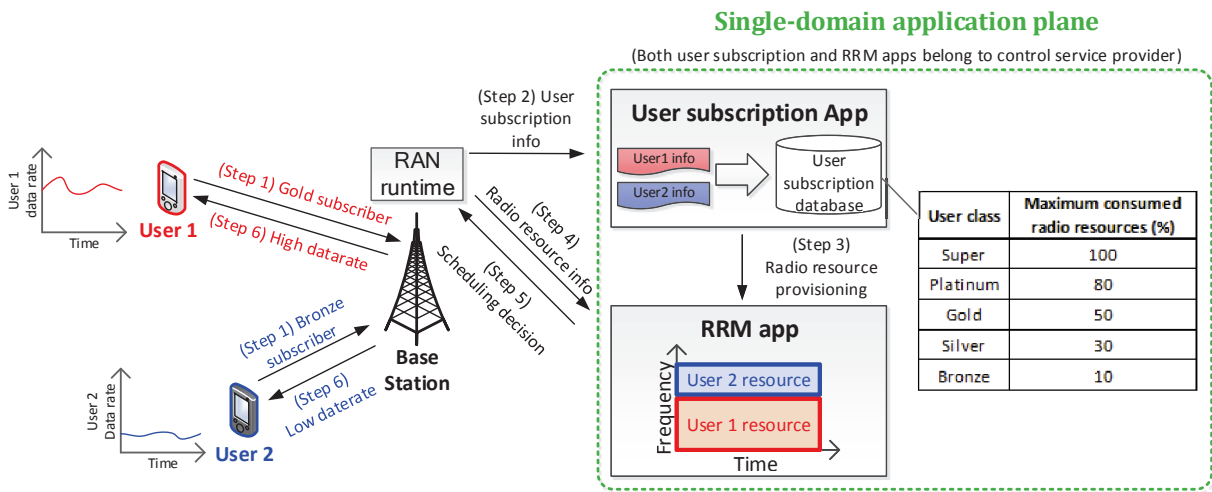 Single-domain application plane
(Both user subscription and RRM apps belong to control service provider)
User 1
data rate
Time
User 1
(Step 1) Gold subscriber
(Step 6) High datarate
RAN
runtime
(Step 2) User
subscription
info
(Step 4)
Radio resource info
(Step 5)
Scheduling decision
User 2
Data rate
Time
User 2
(Step 1) Bronze
subscriber
(Step 6)
Low daterate
Base
Station
User subscription App
User1 info
User2 info
User
subscription
database
(Step 3)
Radio resource
provisioning
RRM app
Frequency
User 2 resource
User 1 resource
Time
User class
Maximum consumed
radio resources (%)
Super 100
Platinum 80
Gold 50
Silver 30
Bronze 10